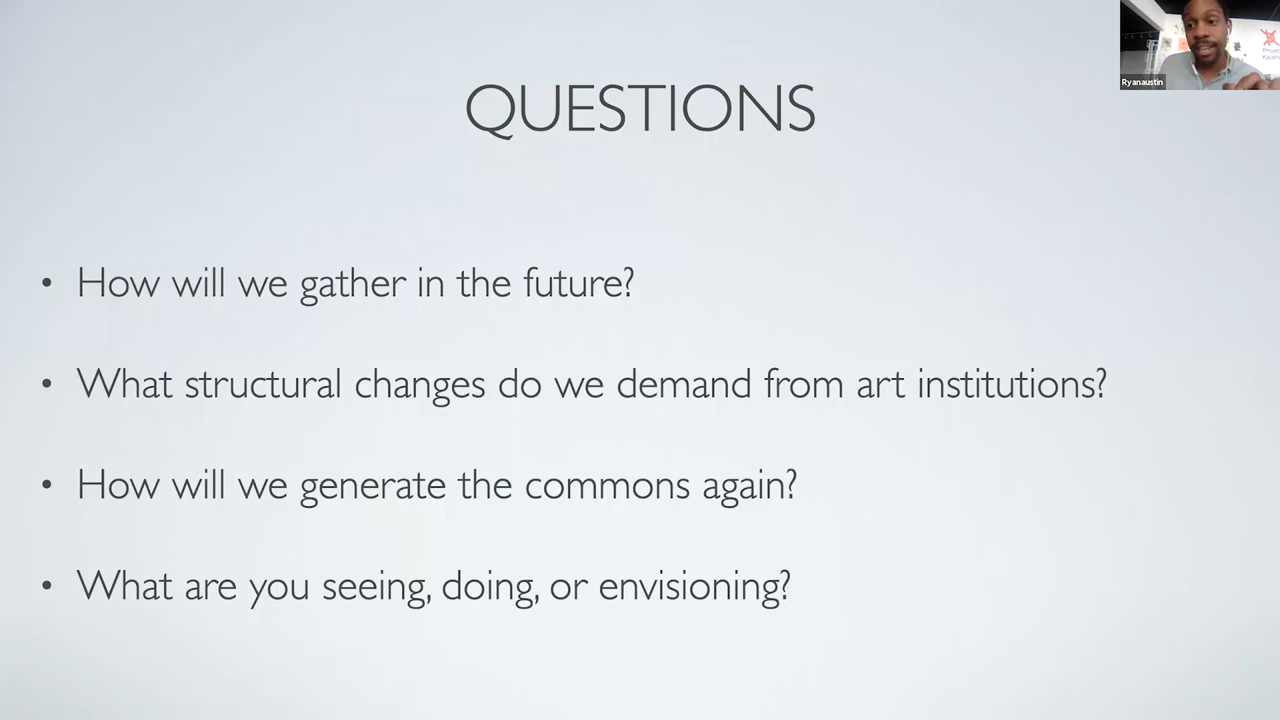 QUESTIONS
• How will we gather in the future?
• What structural changes do we demand from art institutions?
• How will we generate the commons again?
• What are you seeing, doing, or envisioning?
Ryanaustin